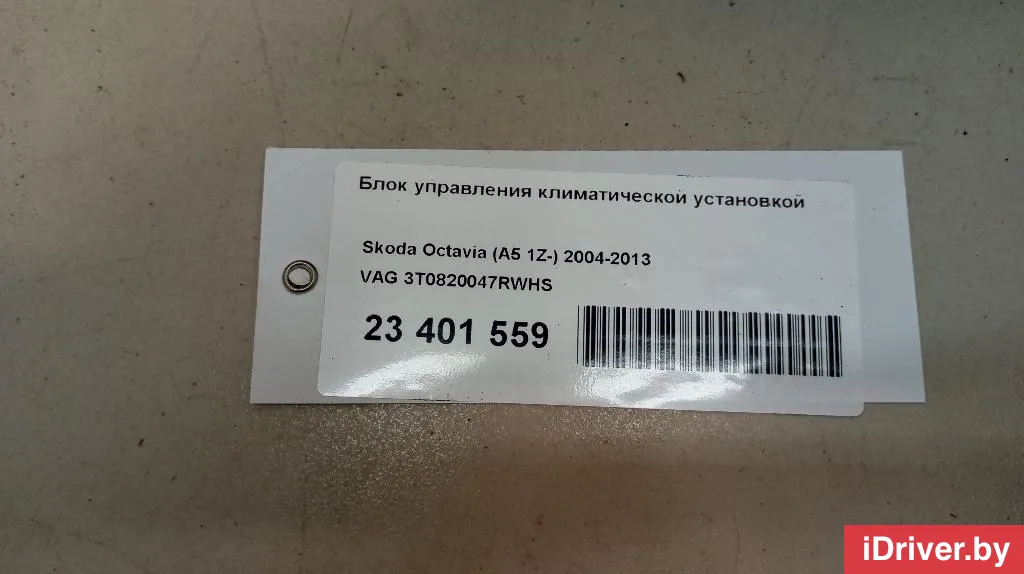 Блок управления климатической установкой
Skoda Octavia (A5 1Z-) 2004-2013
VAG 3T0820047RWHS
23 401 559
iDriver.by